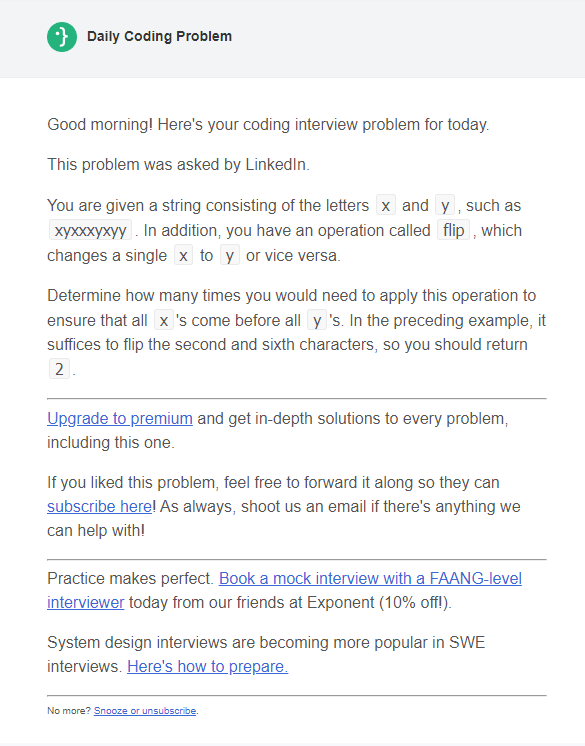 Daily Coding Problem
Good morning! Here's your coding interview problem for today.
This problem was asked by LinkedIn.
You are given a string consisting of the letters x and y , such as
xyxxxyxyy . In addition, you have an operation called flip , which
changes a single x to y or vice versa.
Determine how many times you would need to apply this operation to
ensure that all x 's come before all y 's. In the preceding example, it
suffices to flip the second and sixth characters, so you should return
2 .
Upgrade to premium and get in-depth solutions to every problem,
including this one.
If you liked this problem, feel free to forward it along so they can
subscribe here! As always, shoot us an email if there's anything we
can help with!
Practice makes perfect. Book a mock interview with a FAANG-level
interviewer today from our friends at Exponent (10% off!).
System design interviews are becoming more popular in SWE
interviews. Here's how to prepare.
No more? Snooze or unsubscribe.